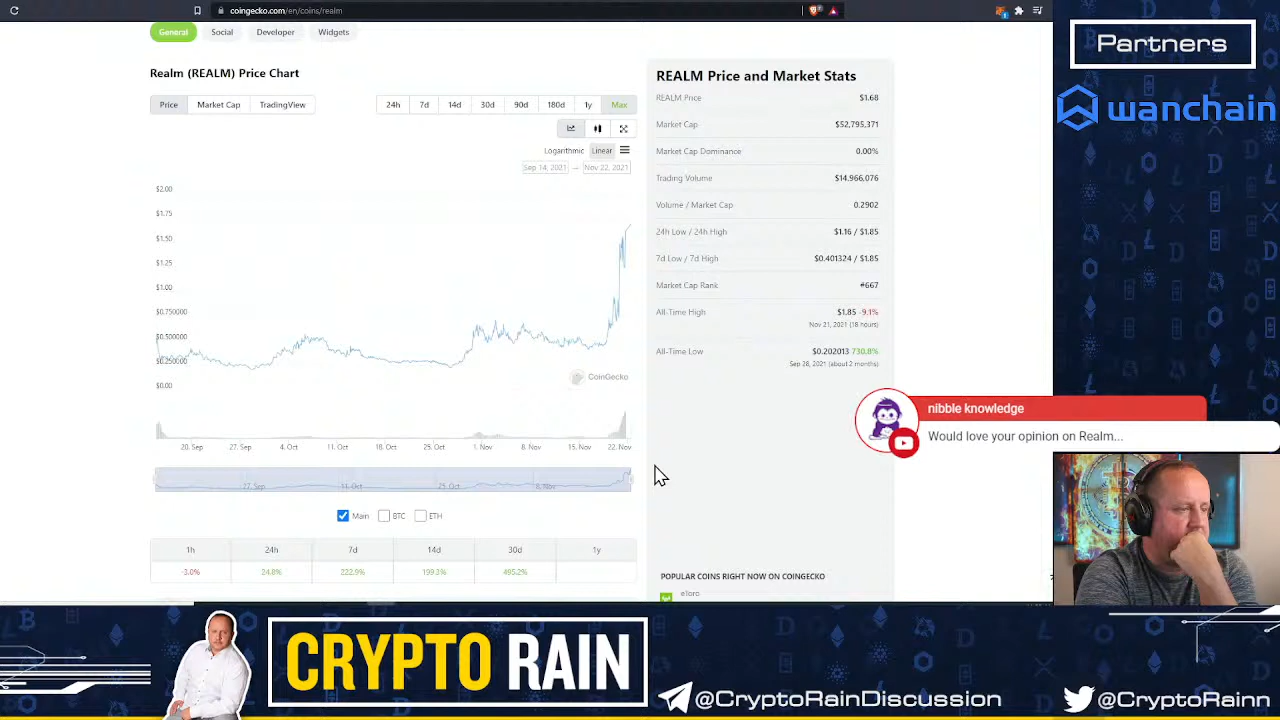 coingecko.com/en/coins/realm
General
Social
Developer
Widgets
Realm (REALM) Price Chart
Price
Market Cap
TradingView
24h
7d
14d
30d
90d
180d
1y
Max
Logarithmic
Linear
Sep 14, 2021 → Nov 22, 2021
$2.00
$1.75
$1.50
$1.25
$1.00
$0.750000
$0.500000
$0.250000
$0.00
CoinGecko
20. Sep
27. Sep
4. Oct
11. Oct
18. Oct
25. Oct
1. Nov
8. Nov
15. Nov
22. Nov
27. Sep
11. Oct
25. Oct
8. Nov
Main
BTC
ETH
1h
24h
7d
14d
30d
1y
-3.0%
24.8%
222.9%
199.3%
495.2%
REALM Price and Market Stats
REALM Price
$1.68
Market Cap
$52,795,371
Market Cap Dominance
0.00%
Trading Volume
$14,966,076
Volume / Market Cap
0.2902
24h Low / 24h High
$1.16 / $1.85
7d Low / 7d High
$0.401324 / $1.85
Market Cap Rank
#667
All-Time High
$1.85 -9.1%
Nov 21, 2021 (18 hours)
All-Time Low
$0.202013 730.8%
Sep 28, 2021 (about 2 months)
POPULAR COINS RIGHT NOW ON COINGECKO
eToro
Partners
wanchain
nibble knowledge
Would love your opinion on Realm...
CRYPTO RAIN
@CryptoRainDiscussion
@CryptoRainn